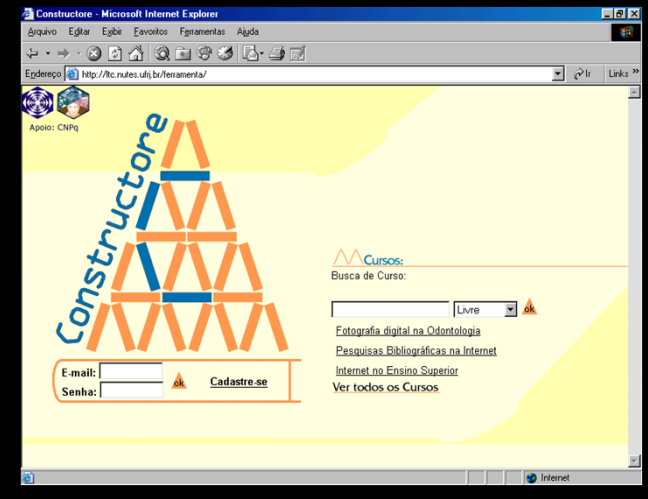 Constructore - Microsoft Internet Explorer
Arquivo Editar Exibir Favoritos Ferramentas Ajuda
Endereço http://ltc.nutes.ufrj.br/ferramenta/ Ir Links »
Apoio: CNPq
Constructore
Cursos:
Busca de Curso:
Livre ok
Fotografia digital na Odontologia
Pesquisas Bibliográficas na Internet
Internet no Ensino Superior
Ver todos os Cursos
E-mail:
Senha:
ok
Cadastre-se
Internet